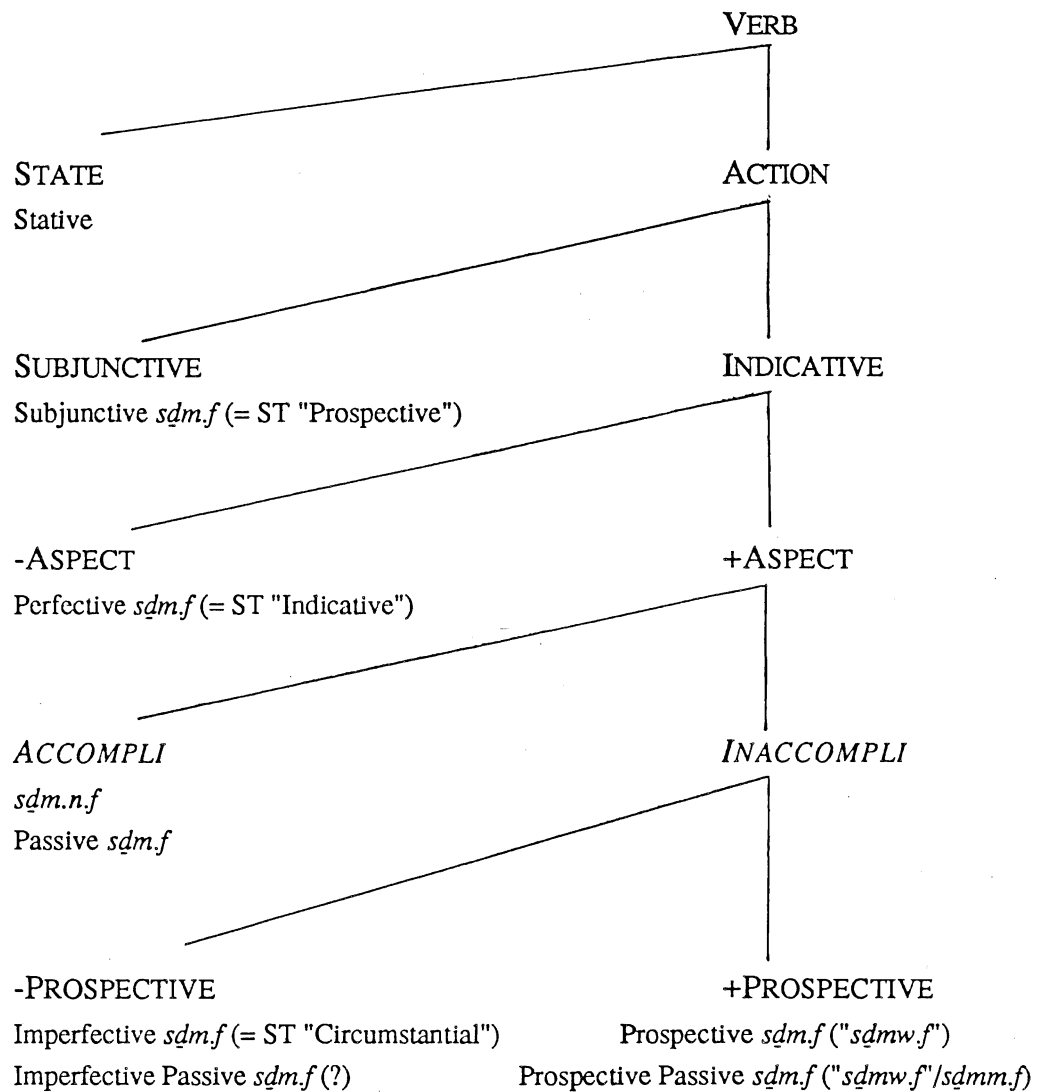 VERB
STATE ACTION
Stative
SUBJUNCTIVE INDICATIVE
Subjunctive sḏm.f (= ST "Prospective")
-ASPECT +ASPECT
Perfective sḏm.f (= ST "Indicative")
ACCOMPLI INACCOMPLI
sḏm.n.f
Passive sḏm.f
-PROSPECTIVE +PROSPECTIVE
Imperfective sḏm.f (= ST "Circumstantial") Prospective sḏm.f ("sḏmw.f")
Imperfective Passive sḏm.f (?) Prospective Passive sḏm.f ("sḏmw.f"/sḏmm.f)